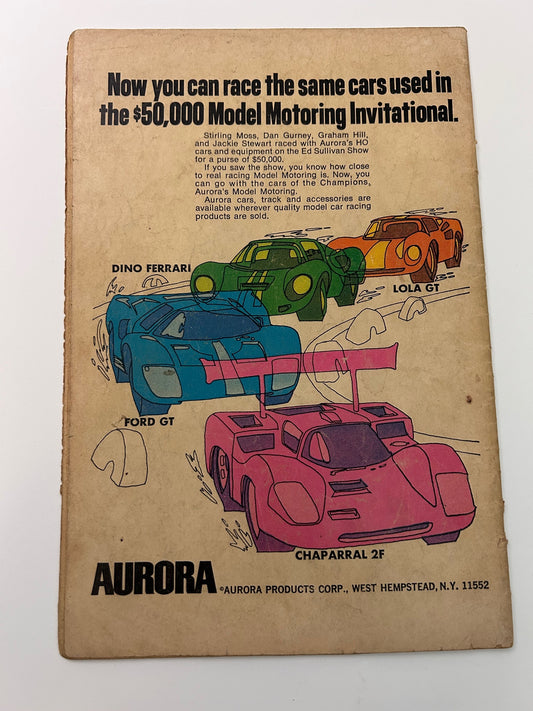 Now you can race the same cars used in
the $50,000 Model Motoring Invitational.
Stirling Moss, Dan Gurney, Graham Hill,
and Jackie Stewart raced with Aurora's HO
cars and equipment on the Ed Sullivan Show
for a purse of $50,000.
If you saw the show, you know how close
to real racing Model Motoring is. Now, you
can go with the cars of the Champions,
Aurora's Model Motoring.
Aurora cars, track and accessories are
available wherever quality model car racing
products are sold.
DINO FERRARI
LOLA GT
FORD GT
CHAPARRAL 2F
AURORA ©AURORA PRODUCTS CORP., WEST HEMPSTEAD, N.Y. 11552